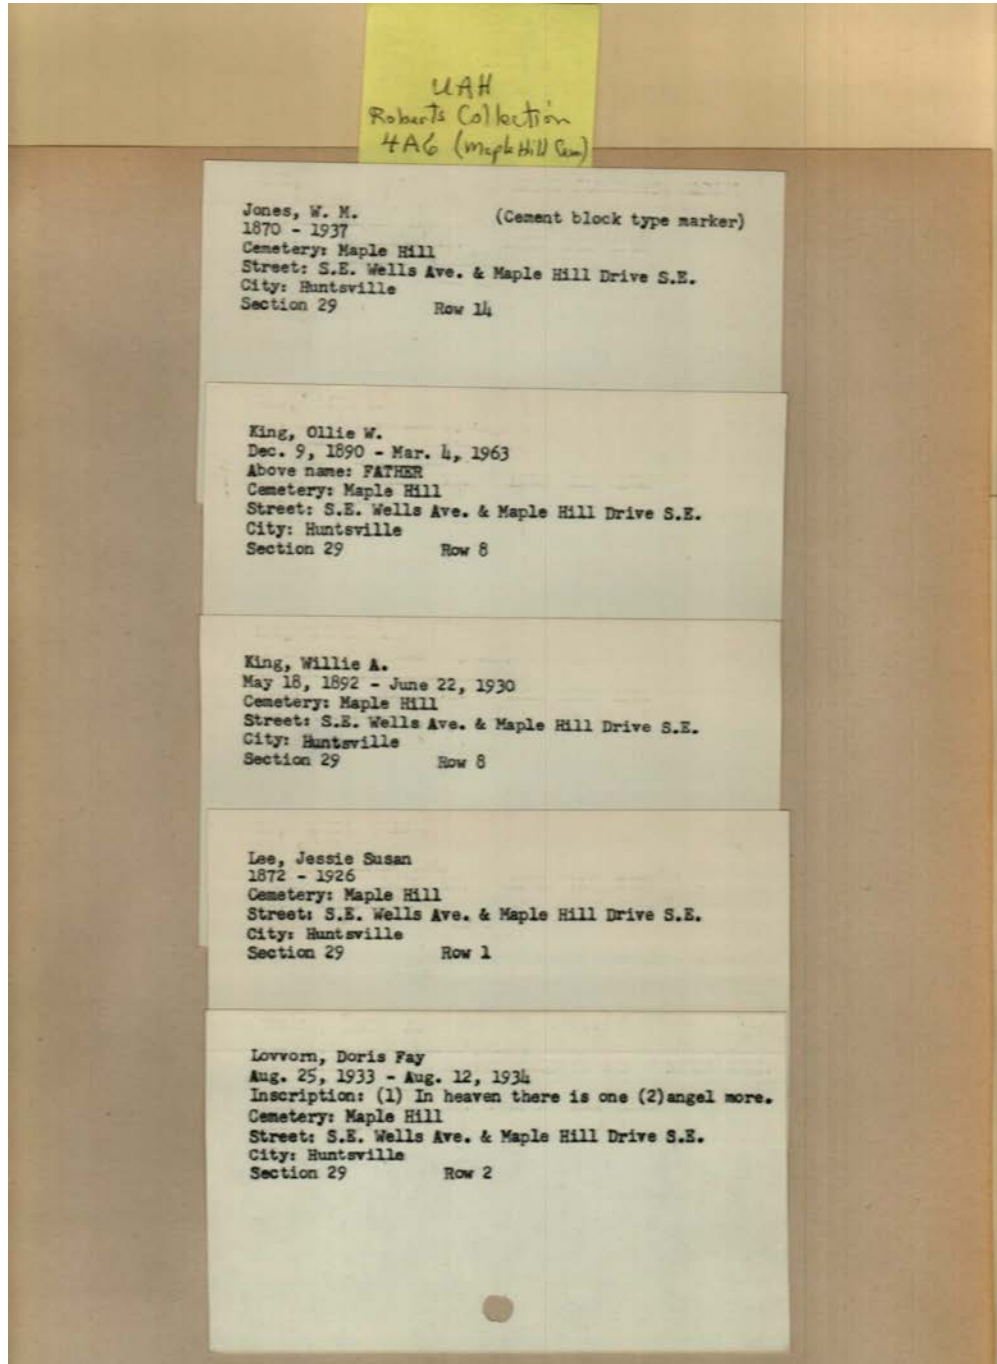 UAH
Roberts Collection
4A6 (Maple Hill Cem)
Jones, W. M. (Cement block type marker)
1870 - 1937
Cemetery: Maple Hill
Street: S.E. Wells Ave. & Maple Hill Drive S.E.
City: Huntsville
Section 29 Row 14
King, Ollie W.
Dec. 9, 1890 - Mar. 4, 1963
Above name: FATHER
Cemetery: Maple Hill
Street: S.E. Wells Ave. & Maple Hill Drive S.E.
City: Huntsville
Section 29 Row 8
King, Willie A.
May 18, 1892 - June 22, 1930
Cemetery: Maple Hill
Street: S.E. Wells Ave. & Maple Hill Drive S.E.
City: Huntsville
Section 29 Row 8
Lee, Jessie Susan
1872 - 1926
Cemetery: Maple Hill
Street: S.E. Wells Ave. & Maple Hill Drive S.E.
City: Huntsville
Section 29 Row 1
Lovvorn, Doris Fay
Aug. 25, 1933 - Aug. 12, 1934
Inscription: (1) In heaven there is one (2)angel more.
Cemetery: Maple Hill
Street: S.E. Wells Ave. & Maple Hill Drive S.E.
City: Huntsville
Section 29 Row 2